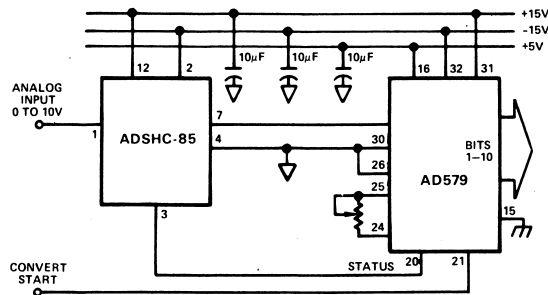 +15V
-15V
+5V
10µF
10µF
10µF
12
2
16
32
31
ANALOG
INPUT
0 TO 10V
1
ADSHC-85
7
4
30
26
25
24
BITS
1–10
AD579
15
3
STATUS
20
21
CONVERT
START